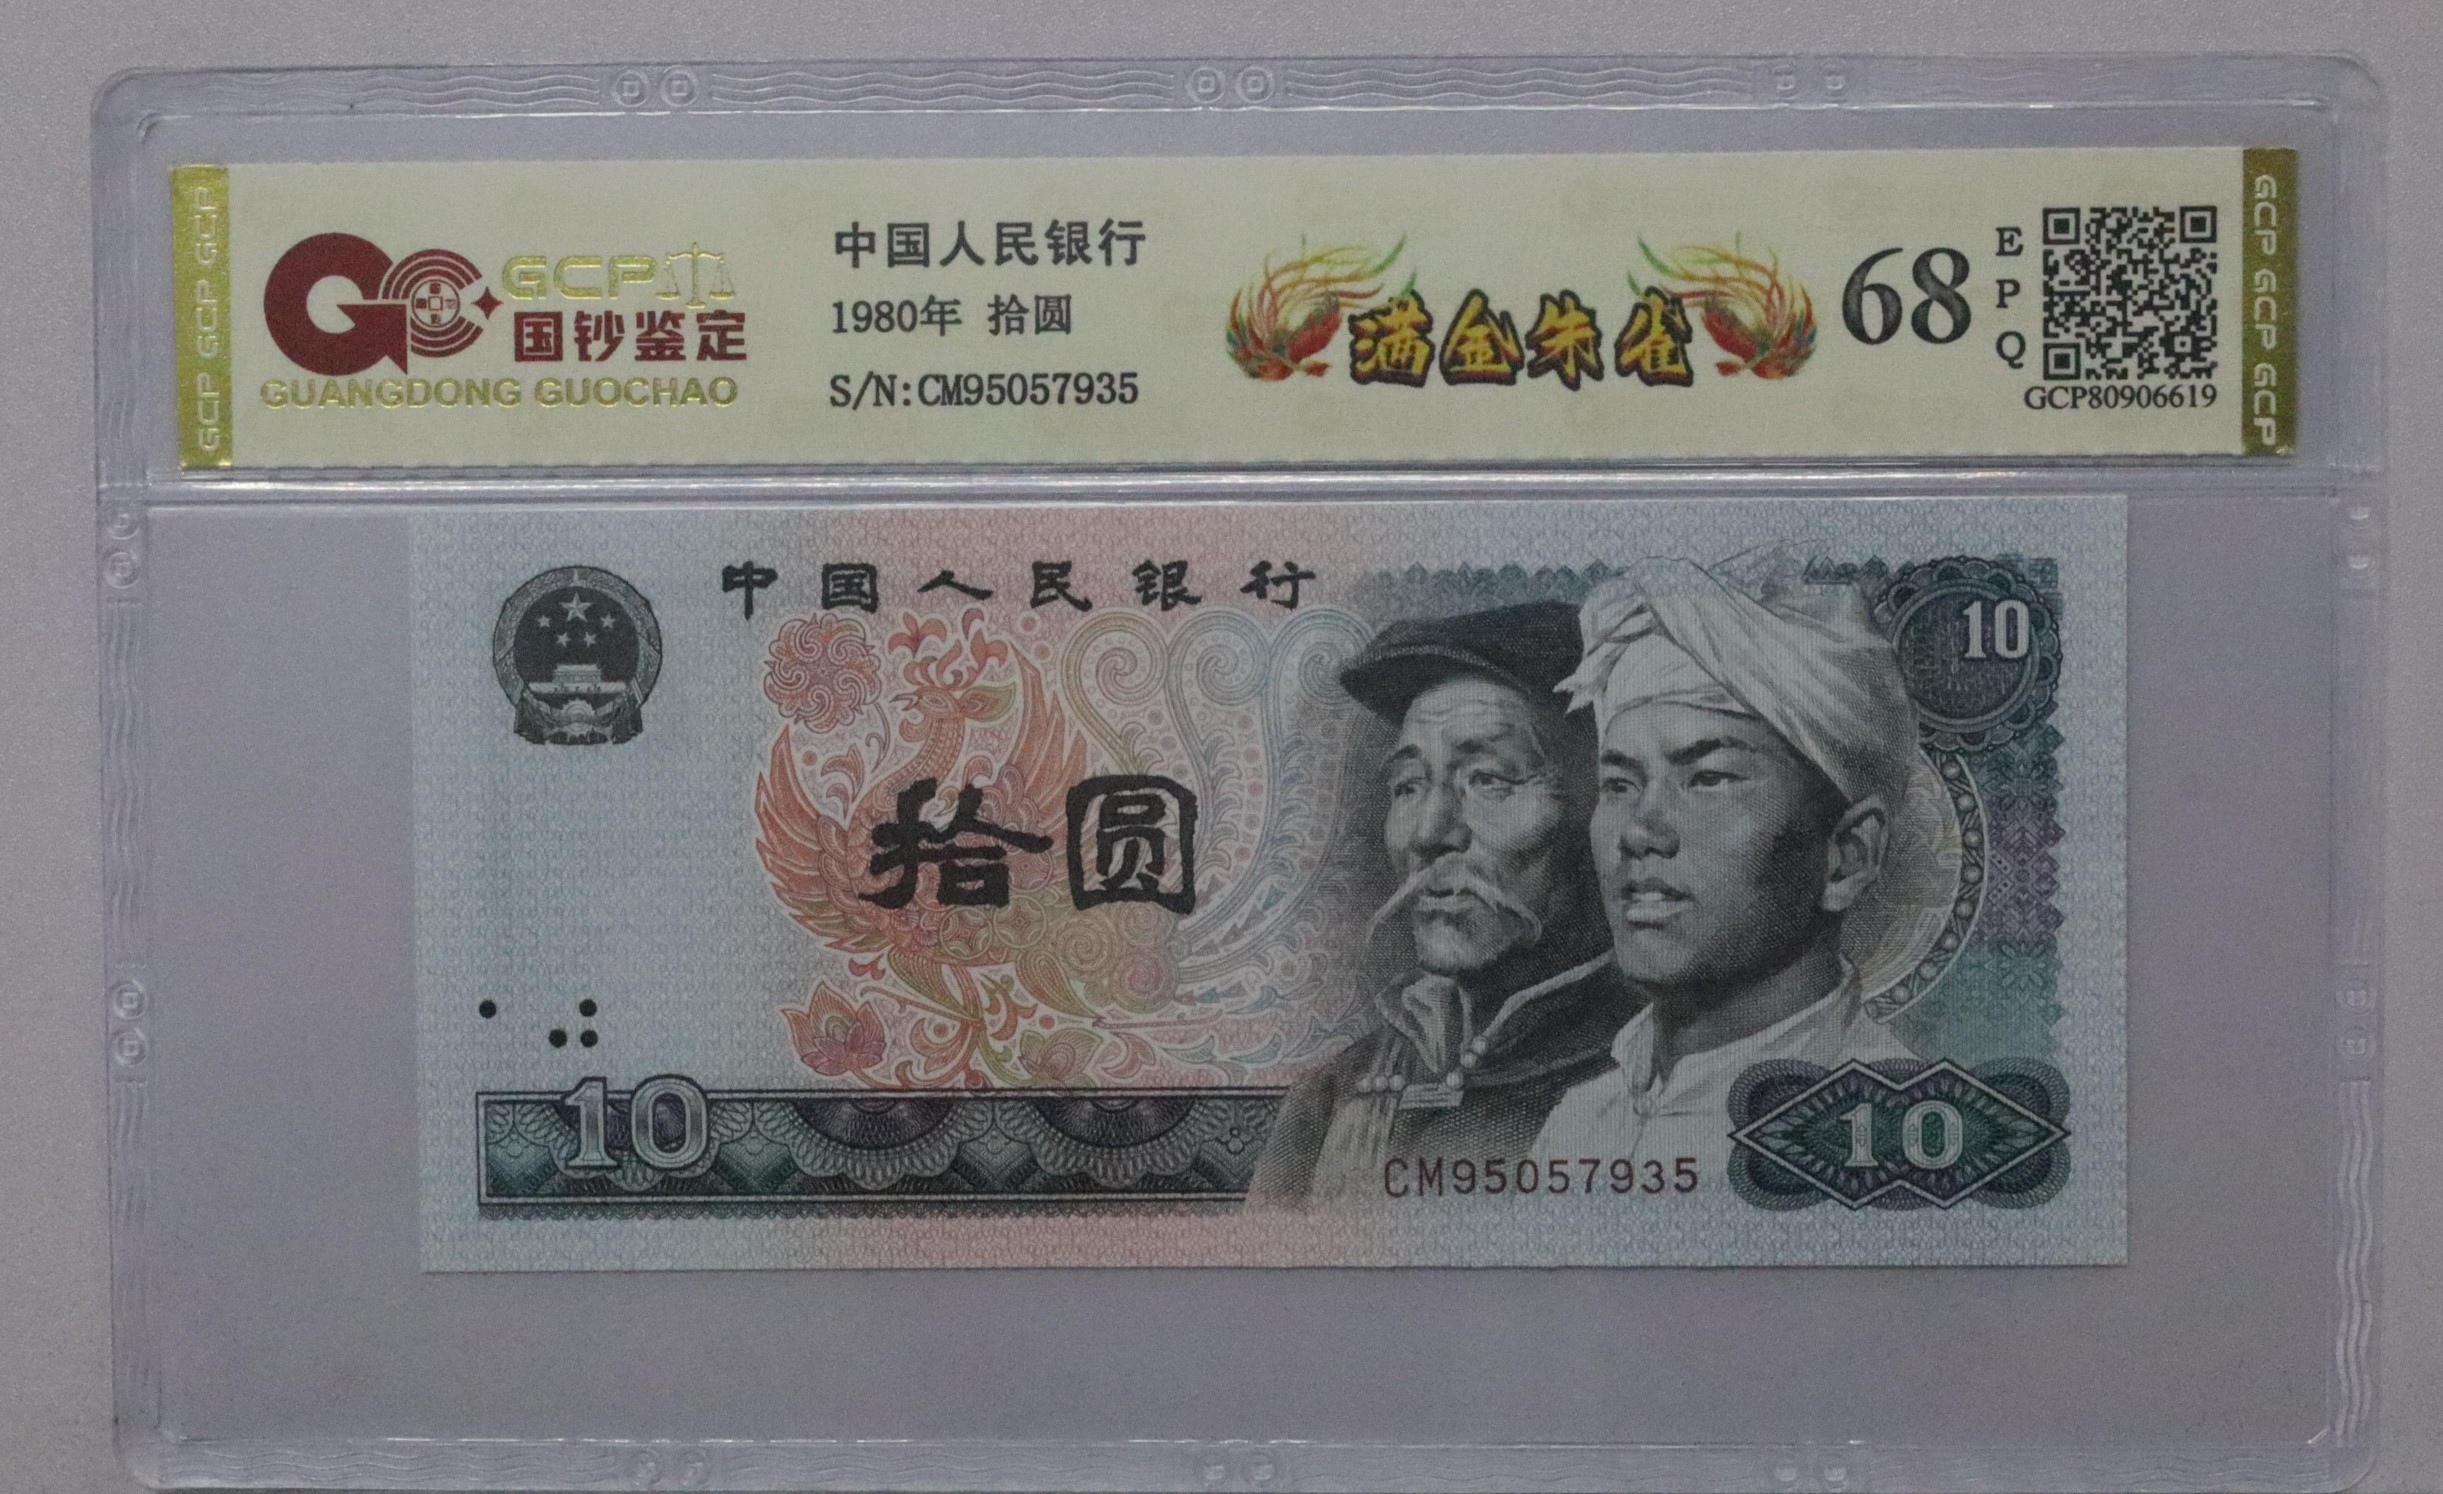 GCP GCP GCP
GCP
国钞鉴定
GUANGDONG GUOCHAO
中国人民银行
1980年 拾圆
S/N:CM95057935
满金朱雀
68
E
P
Q
GCP80906619
GCP GCP GCP
中国人民银行
10
拾圆
10
CM95057935
10